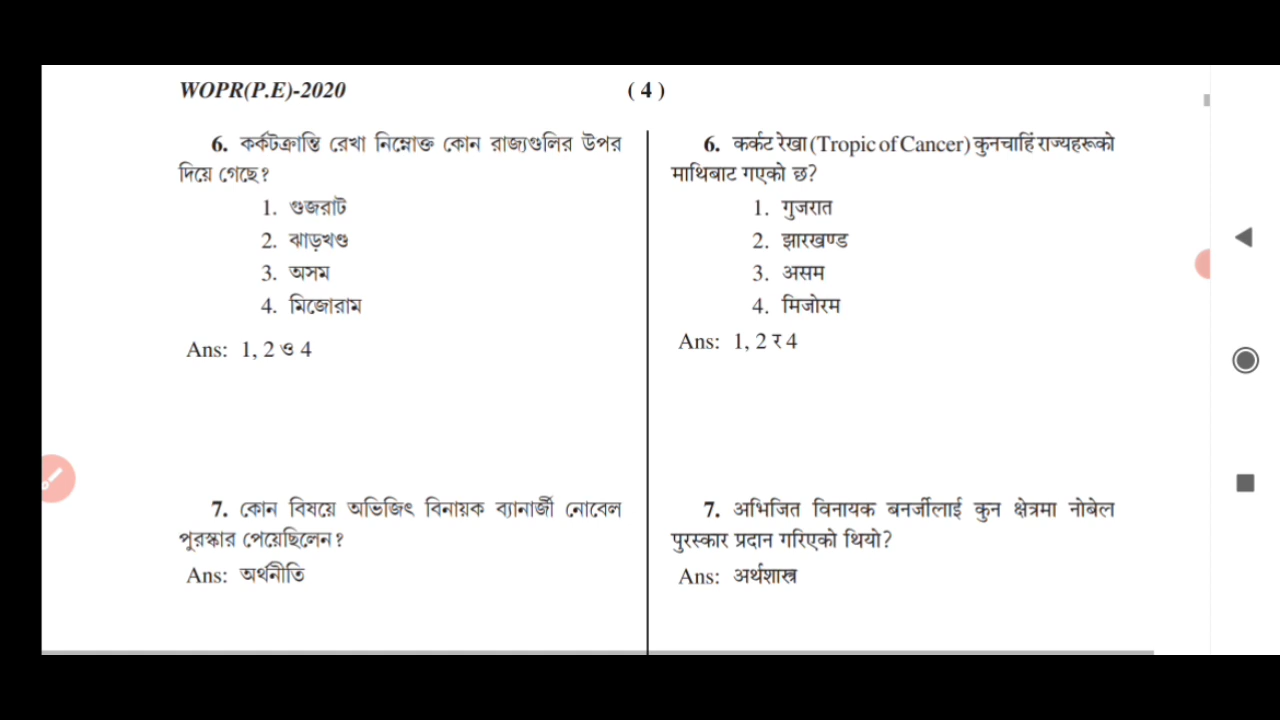 WOPR(P.E)-2020
( 4 )
6. কর্কটক্রান্তি রেখা নিম্নোক্ত কোন রাজ্যগুলির উপর
দিয়ে গেছে?
1. গুজরাট
2. ঝাড়খণ্ড
3. অসম
4. মিজোরাম
Ans: 1, 2 ও 4
7. কোন বিষয়ে অভিজিৎ বিনায়ক ব্যানার্জী নোবেল
পুরস্কার পেয়েছিলেন?
Ans: অর্থনীতি
6. कर्कट रेखा (Tropic of Cancer) कुनचाहिं राज्यहरूको
माथिबाट गएको छ?
1. गुजरात
2. झारखण्ड
3. असम
4. मिजोरम
Ans: 1, 2 र 4
7. अभिजित विनायक बनर्जीलाई कुन क्षेत्रमा नोबेल
पुरस्कार प्रदान गरिएको थियो?
Ans: अर्थशास्त्र